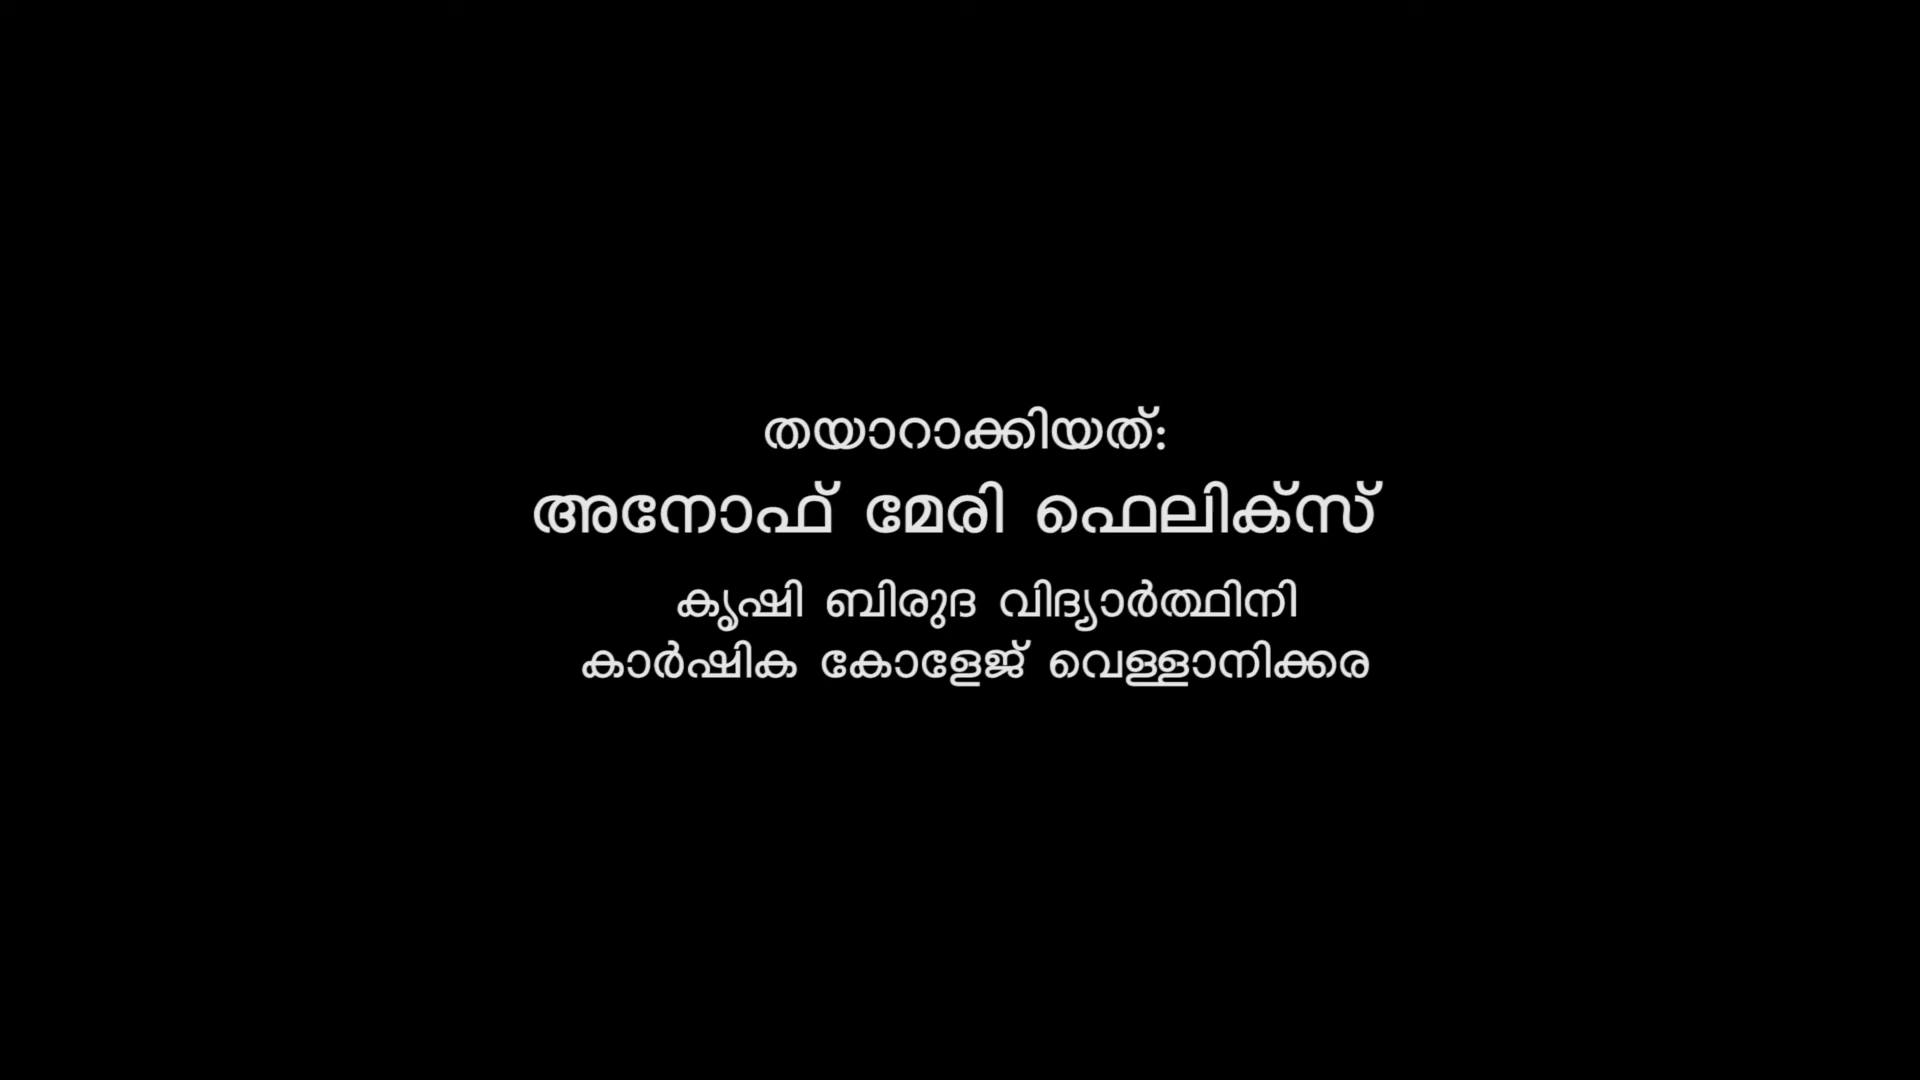 തയാറാക്കിയത്:
അനോഫ് മേരി ഫെലിക്സ്
കൃഷി ബിരുദ വിദ്യാർത്ഥിനി
കാർഷിക കോളേജ് വെള്ളാനിക്കര